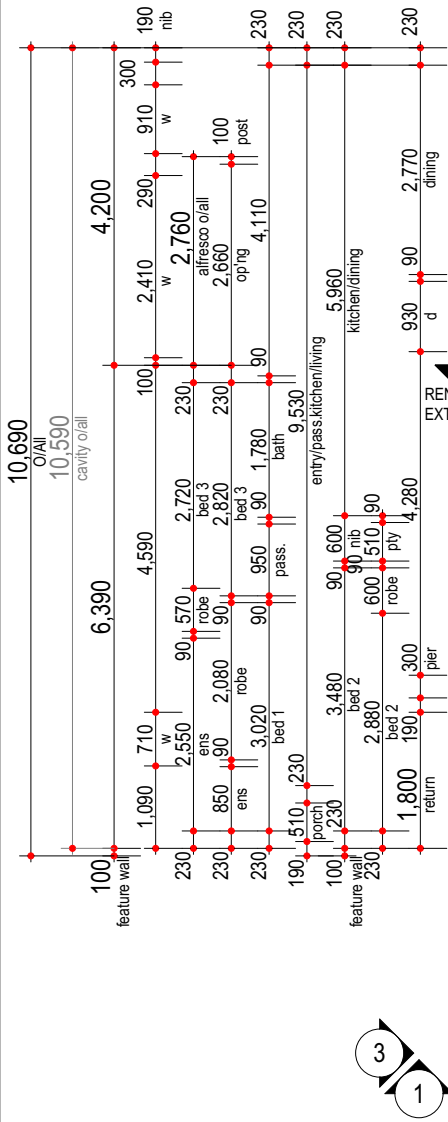 10,690
O/All
10,590
cavity o/all
100 6,390 4,200
feature wall
1,090 710 4,590 100 2,410 290 910 300 190
w w w nib
230 2,550 90 570 2,720 230 2,760
ens robe bed 3 alfresco o/all
230 850 90 2,080 90 2,820 230 2,660 100
ens robe bed 3 op'ng post
230 3,020 90 950 90 1,780 90 4,110 230
bed 1 pass. bath
190 510 230 9,530 230
porch entry/pass.kitchen/living
100 230 3,480 90 600 5,960 230
feature wall bed 2 nib kitchen/dining
230 2,880 600 90 510 90
bed 2 robe pty
1,800 190 300 4,280 930 90 2,770 230
return pier d dining
REN
EXT
3
1